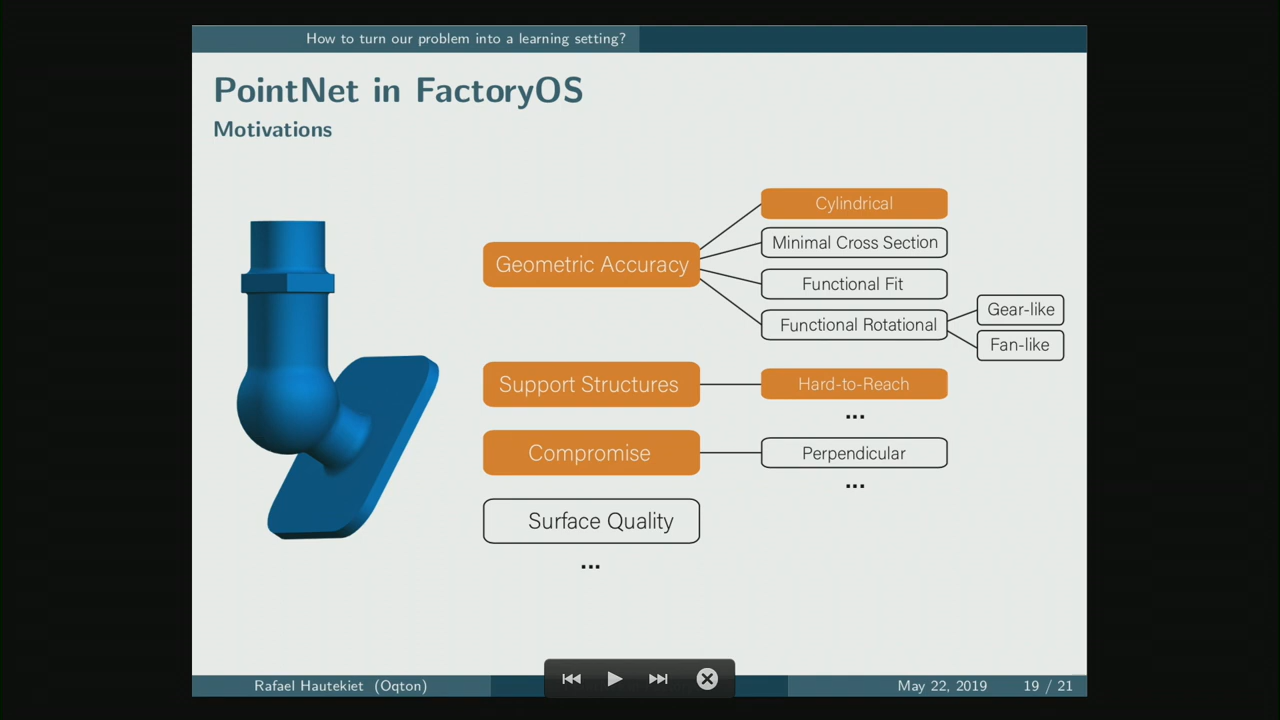 How to turn our problem into a learning setting?
PointNet in FactoryOS
Motivations
Geometric Accuracy
Cylindrical
Minimal Cross Section
Functional Fit
Functional Rotational
Gear-like
Fan-like
Support Structures
Hard-to-Reach
...
Compromise
Perpendicular
...
Surface Quality
...
Rafael Hautekiet (Oqton)
May 22, 2019
19 / 21